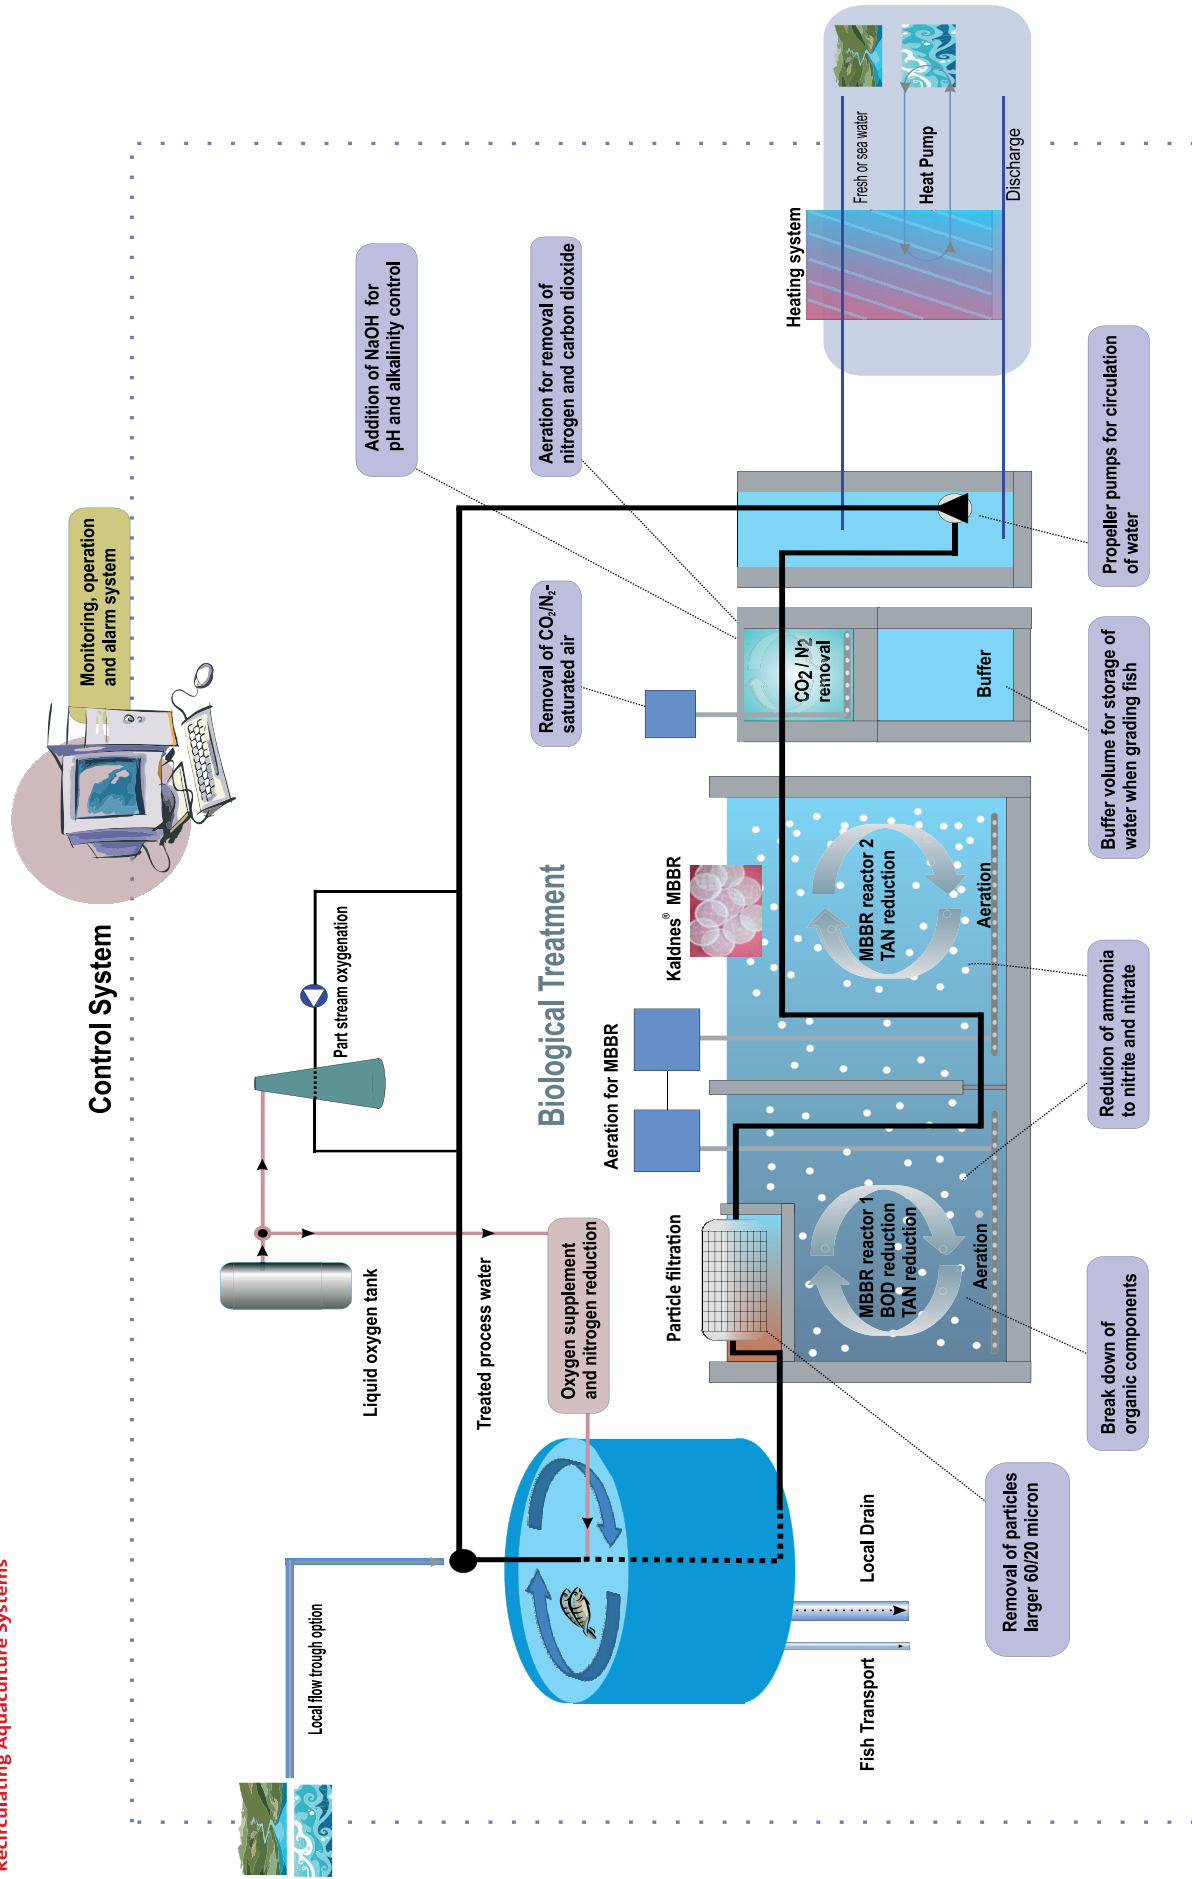 Recirculating Aquaculture Systems
Control System
Monitoring, operation
and alarm system
Local flow trough option
Liquid oxygen tank
Part stream oxygenation
Addition of NaOH for
pH and alkalinity control
Treated process water
Oxygen supplement
and nitrogen reduction
Biological Treatment
Removal of CO2/N2-
saturated air
Aeration for removal of
nitrogen and carbon dioxide
Particle filtration
Aeration for MBBR
Kaldnes® MBBR
MBBR reactor 1
BOD reduction
TAN reduction
Aeration
MBBR reactor 2
TAN reduction
Aeration
CO2 / N2
removal
Buffer
Heating system
Fresh or sea water
Heat Pump
Discharge
Fish Transport
Local Drain
Removal of particles
larger 60/20 micron
Break down of
organic components
Redution of ammonia
to nitrite and nitrate
Buffer volume for storage of
water when grading fish
Propeller pumps for circulation
of water